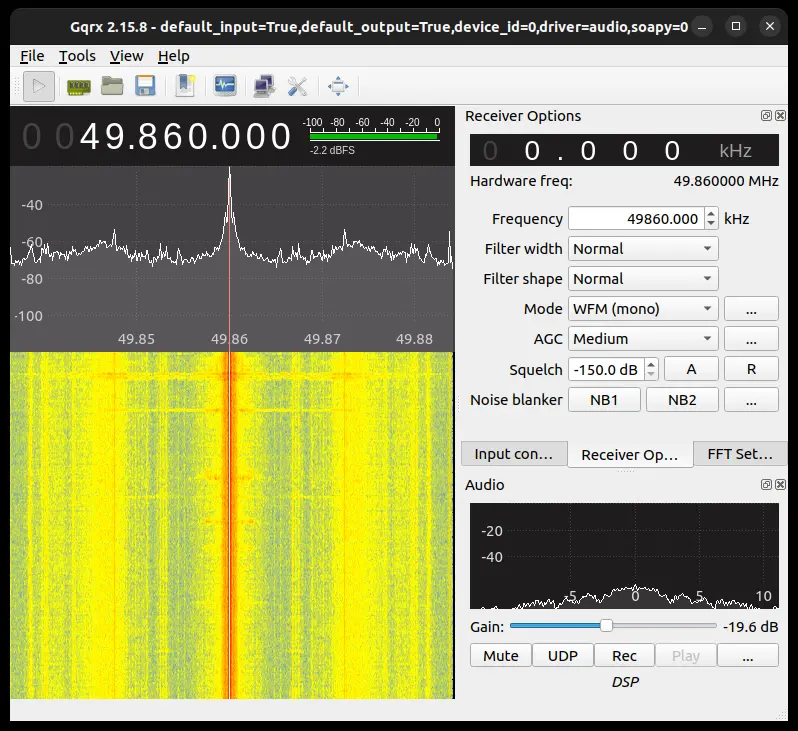 Gqrx 2.15.8 - default_input=True,default_output=True,device_id=0,driver=audio,soapy=0
File Tools View Help
0 049.860.000
-100 -80 -60 -40 -20 0
-2.2 dBFS
-40
-60
-80
-100
49.85 49.86 49.87 49.88
Receiver Options
0 0.000 kHz
Hardware freq: 49.860000 MHz
Frequency 49860.000 kHz
Filter width Normal
Filter shape Normal
Mode WFM (mono) ...
AGC Medium ...
Squelch -150.0 dB A R
Noise blanker NB1 NB2 ...
Input con... Receiver Op... FFT Set...
Audio
-20
-40
-5 0 5 10
Gain: -19.6 dB
Mute UDP Rec Play ...
DSP